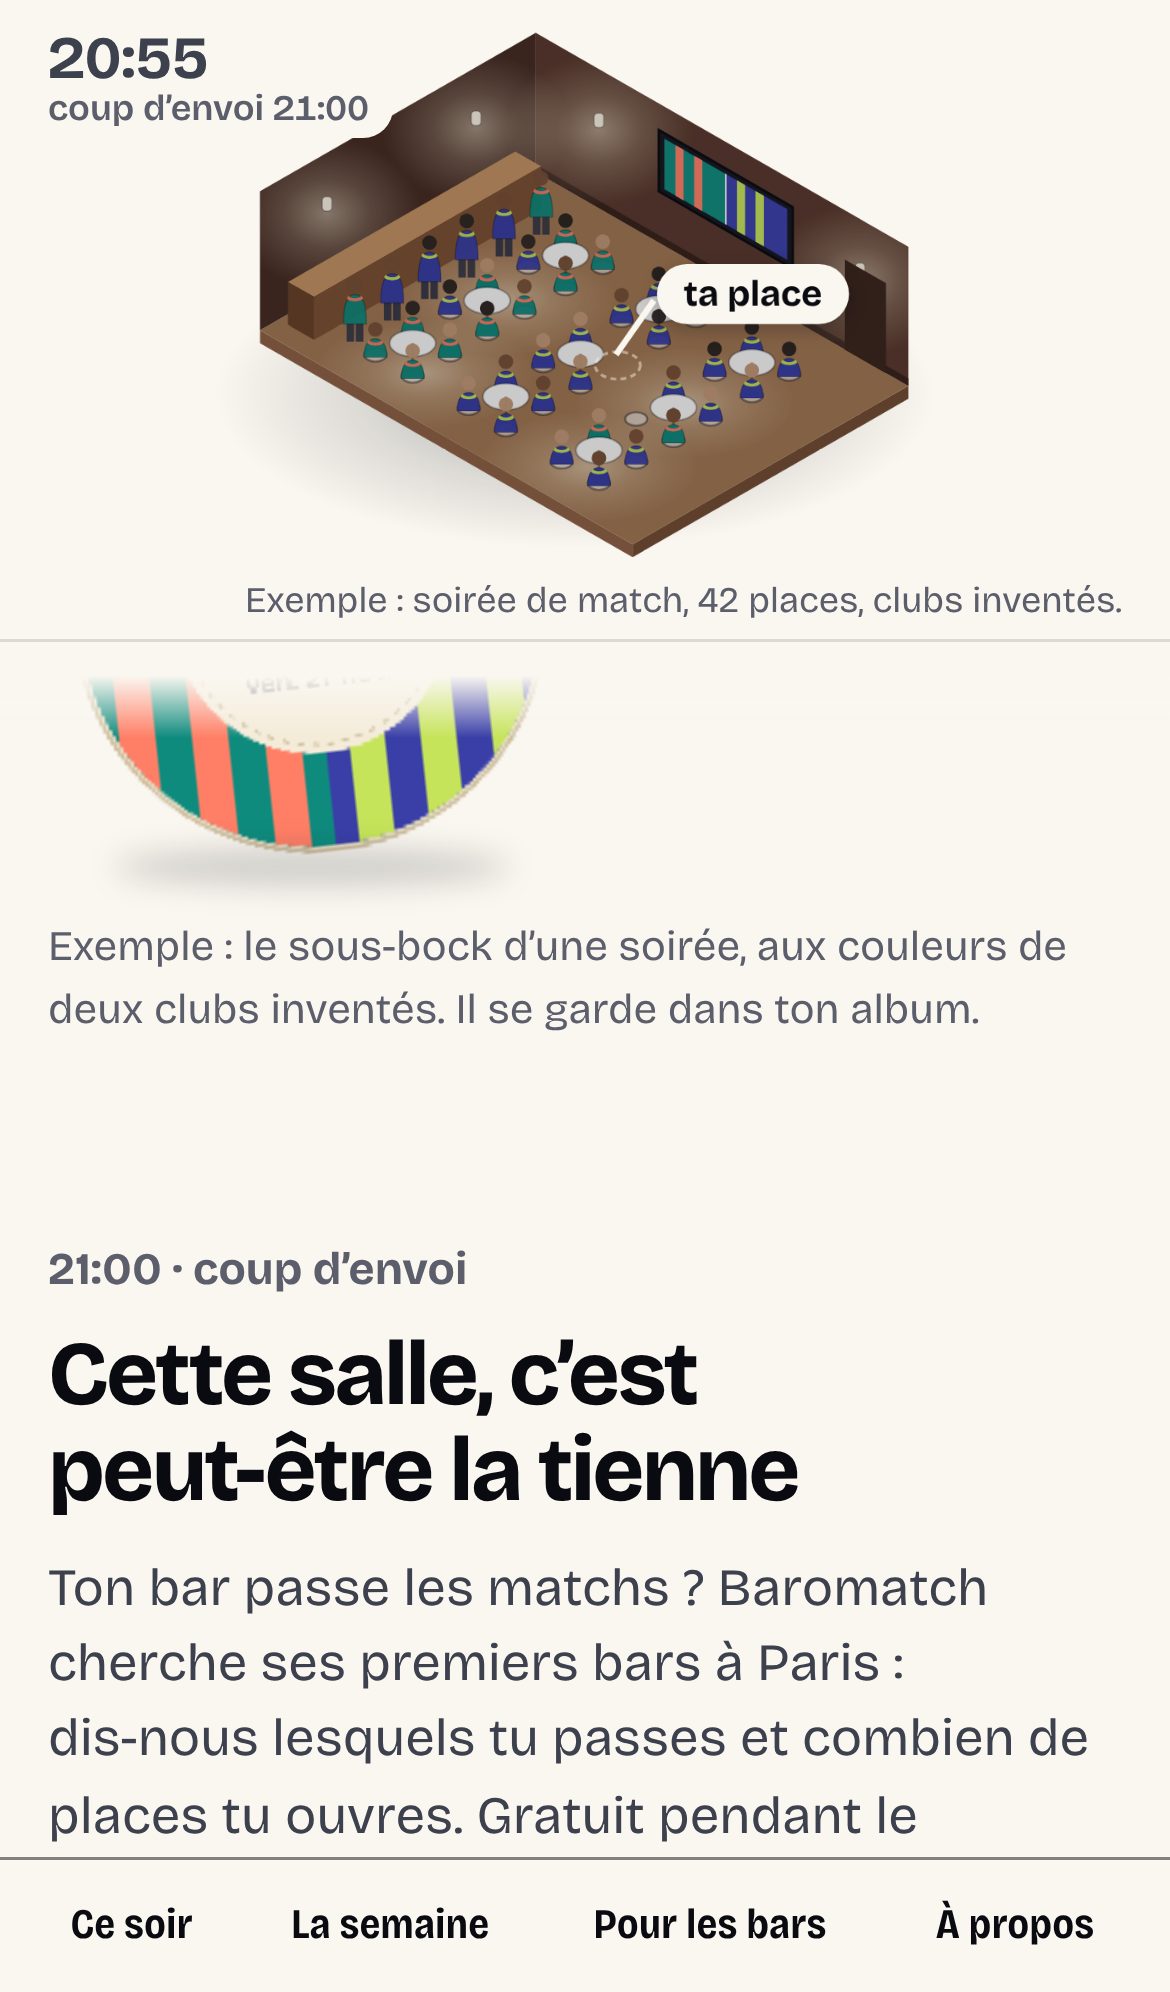 20:55
coup d’envoi 21:00
ta place
Exemple : soirée de match, 42 places, clubs inventés.
Exemple : le sous-bock d’une soirée, aux couleurs de
deux clubs inventés. Il se garde dans ton album.
21:00 · coup d’envoi
Cette salle, c’est
peut-être la tienne
Ton bar passe les matchs ? Baromatch
cherche ses premiers bars à Paris :
dis-nous lesquels tu passes et combien de
places tu ouvres. Gratuit pendant le
Ce soir
La semaine
Pour les bars
À propos